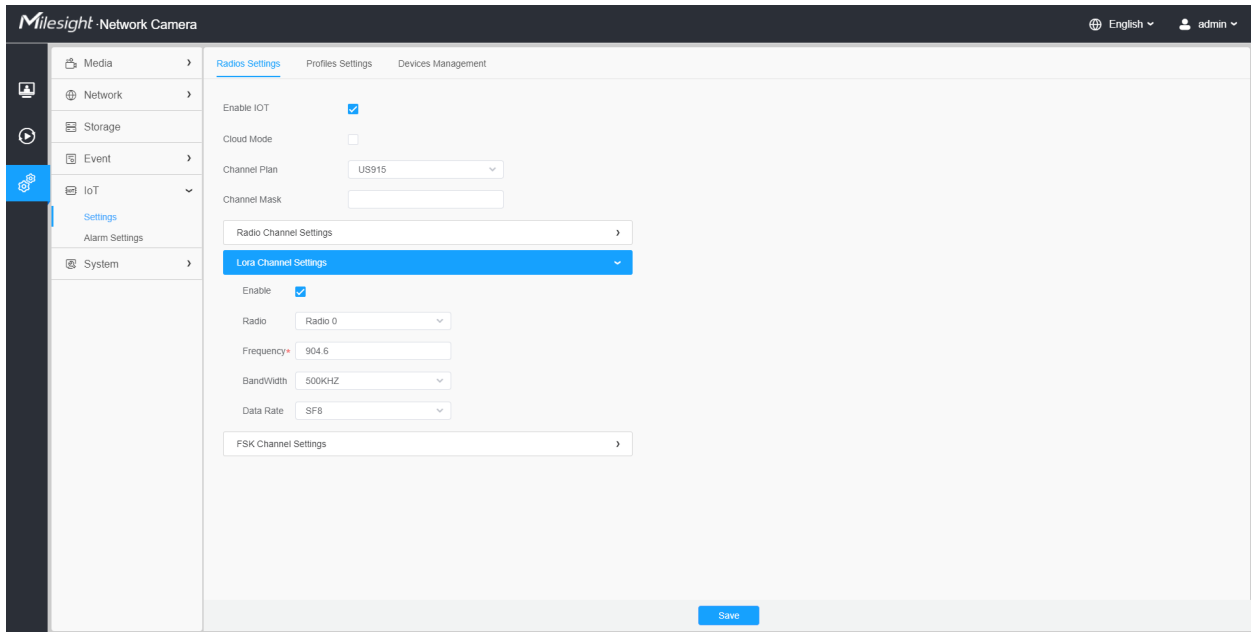 Milesight · Network Camera
English
admin
Media
Network
Storage
Event
IoT
Settings
Alarm Settings
System
Radios Settings
Profiles Settings
Devices Management
Enable IOT
Cloud Mode
Channel Plan US915
Channel Mask
Radio Channel Settings
Lora Channel Settings
Enable
Radio Radio 0
Frequency* 904.6
BandWidth 500KHZ
Data Rate SF8
FSK Channel Settings
Save